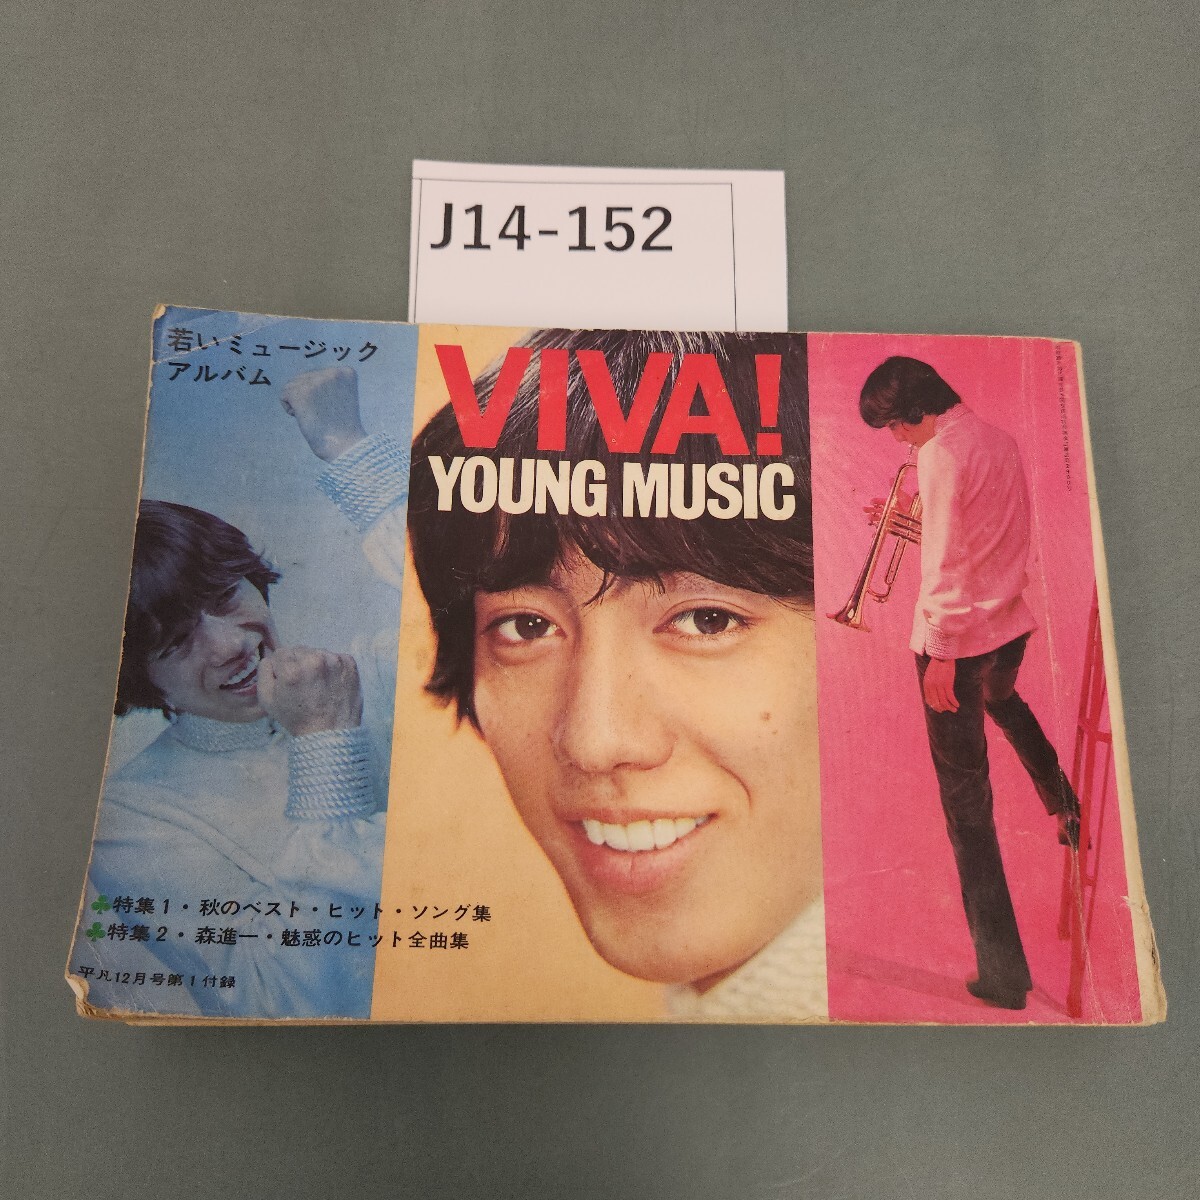 J14-152
若いミュージック
アルバム
VIVA!
YOUNG MUSIC
特集1・秋のベスト・ヒット・ソング集
特集2・森進一・魅惑のヒット全曲集
平凡12月号第1付録